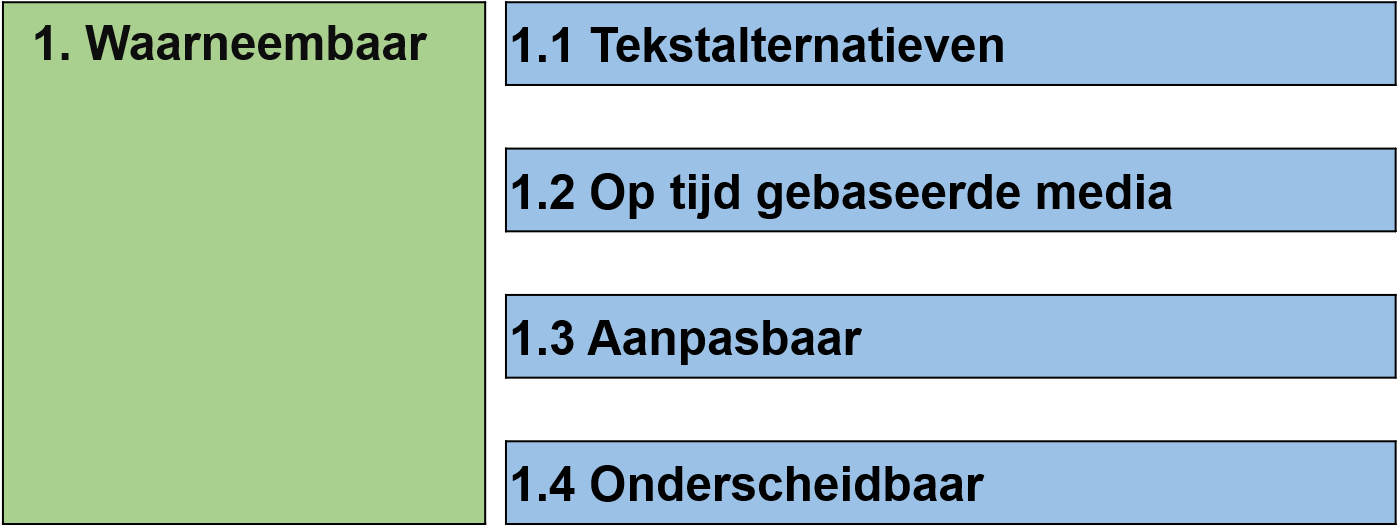 1. Waarneembaar
1.1 Tekstalternatieven
1.2 Op tijd gebaseerde media
1.3 Aanpasbaar
1.4 Onderscheidbaar